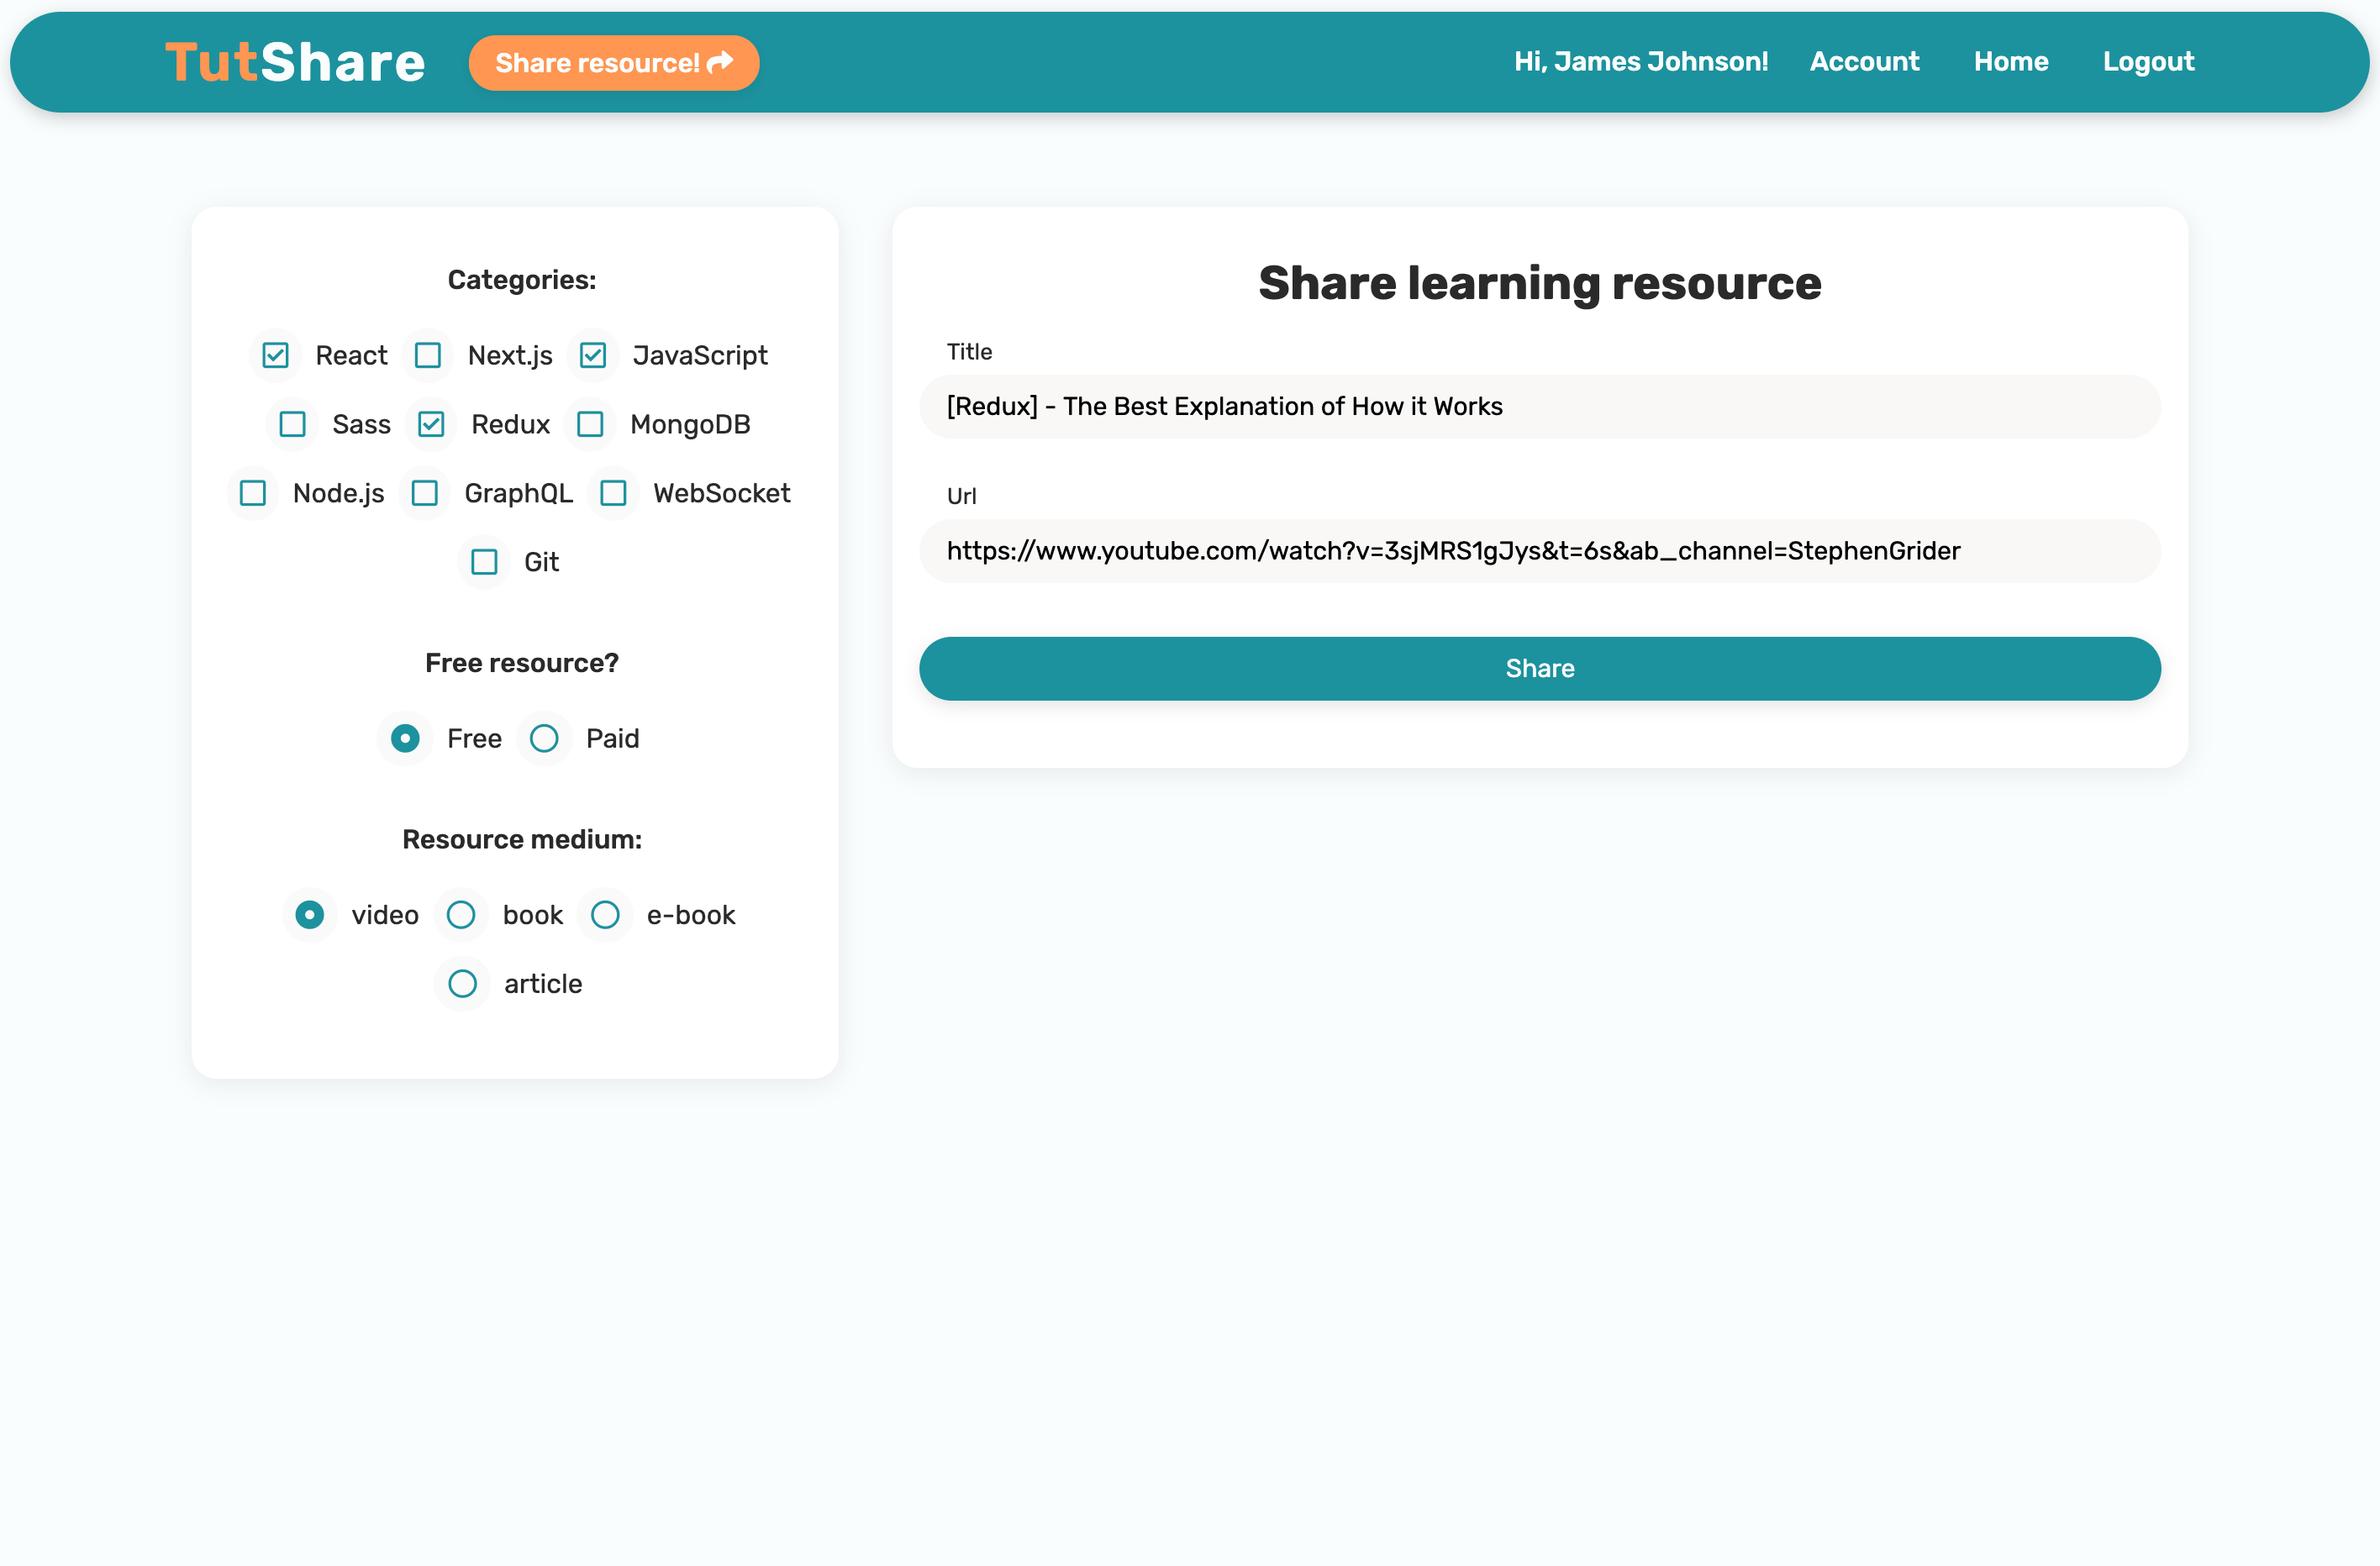 TutShare Share resource! Hi, James Johnson! Account Home Logout
Categories:
React Next.js JavaScript
Sass Redux MongoDB
Node.js GraphQL WebSocket
Git
Free resource?
Free Paid
Resource medium:
video book e-book
article
Share learning resource
Title
[Redux] - The Best Explanation of How it Works
Url
https://www.youtube.com/watch?v=3sjMRS1gJys&t=6s&ab_channel=StephenGrider
Share